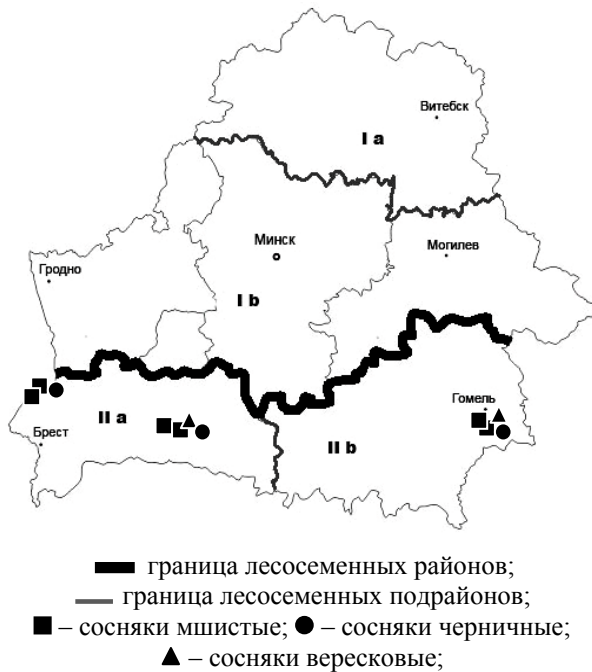 Витебск
I а
Минск
Могилев
Гродно
I b
Гомель
II а
Брест
II b
граница лесосеменных районов;
граница лесосеменных подрайонов;
– сосняки мшистые; – сосняки черничные;
– сосняки вересковые;